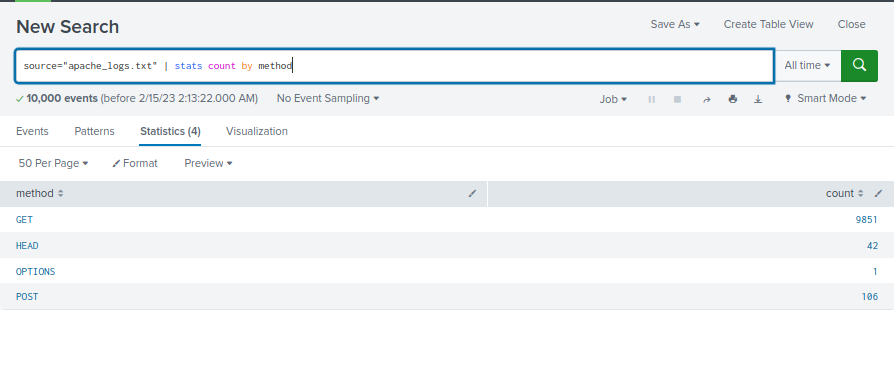 New Search
Save As ▾ Create Table View Close
source="apache_logs.txt" | stats count by method
All time ▾
✓ 10,000 events (before 2/15/23 2:13:22.000 AM) No Event Sampling ▾ Job ▾ Smart Mode ▾
Events Patterns Statistics (4) Visualization
50 Per Page ▾ Format Preview ▾
method count
GET 9851
HEAD 42
OPTIONS 1
POST 106